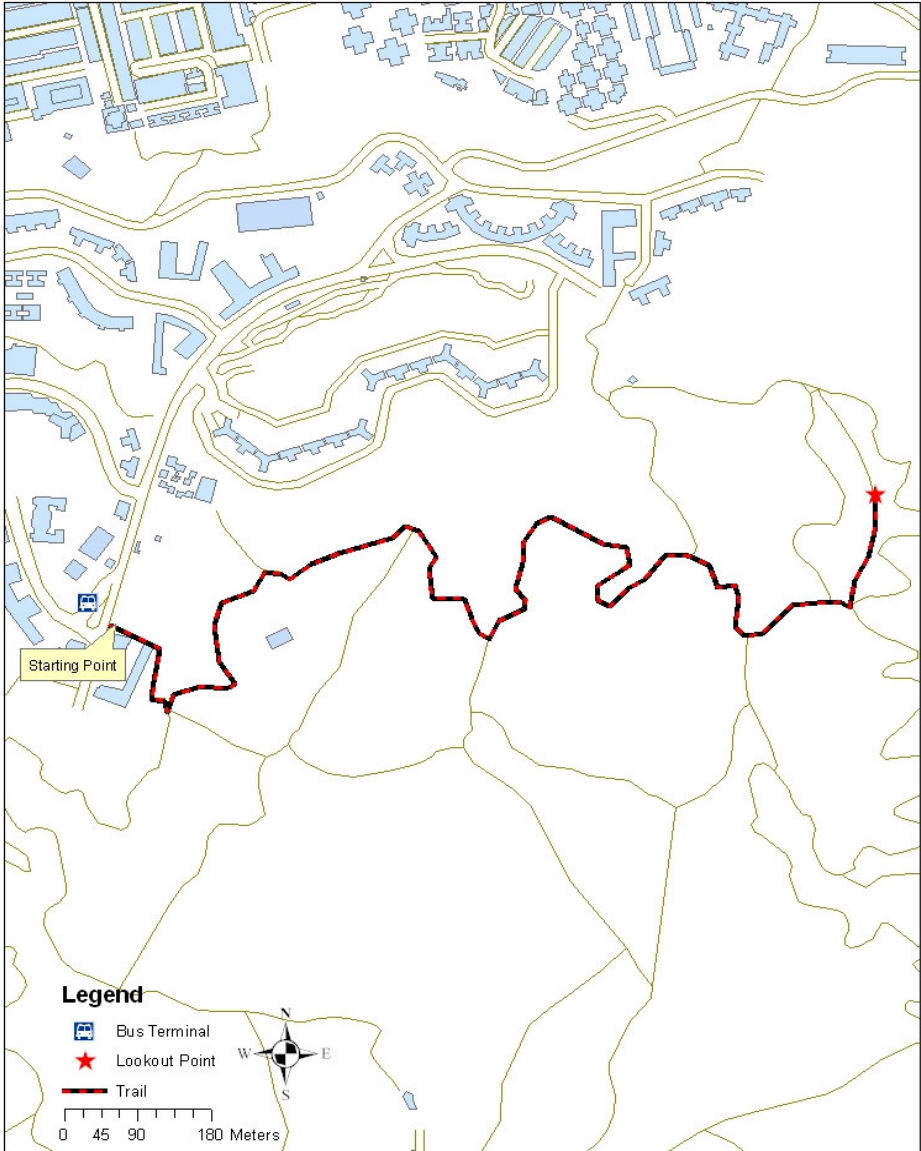 Starting Point
Legend
Bus Terminal
Lookout Point
Trail
0 45 90 180 Meters
N
W E
S